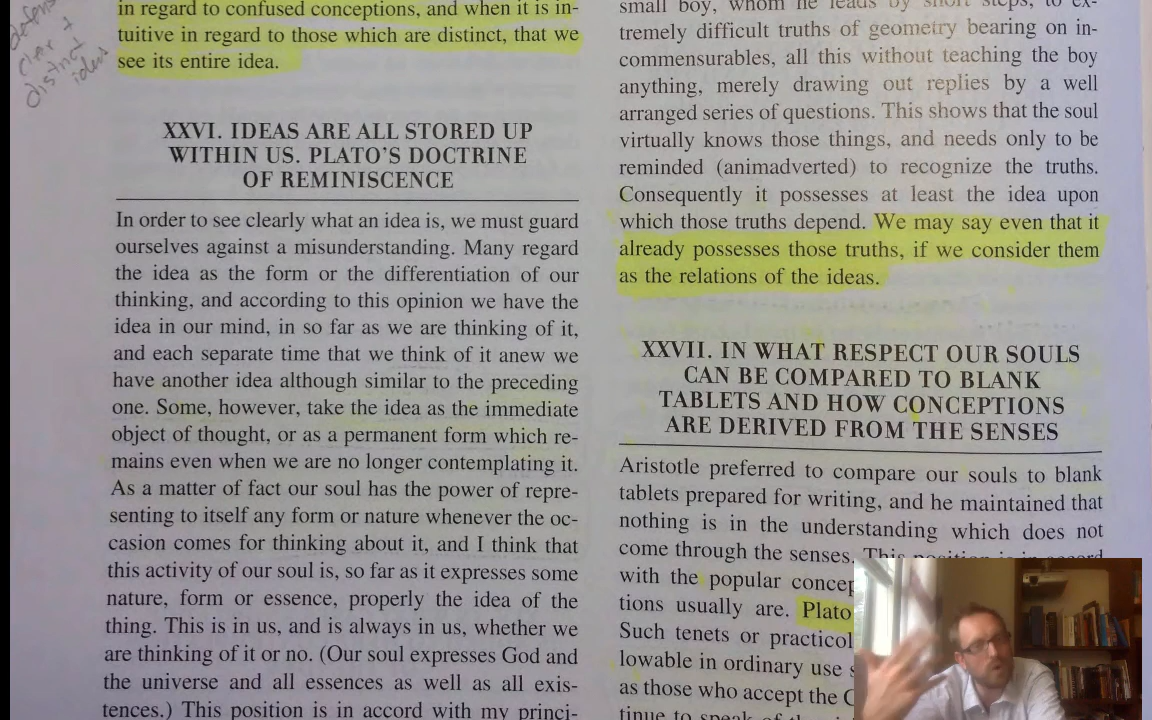 in regard to confused conceptions, and when it is in-
tuitive in regard to those which are distinct, that we
see its entire idea.
clear +
distinct
ideas
XXVI. IDEAS ARE ALL STORED UP
WITHIN US. PLATO'S DOCTRINE
OF REMINISCENCE
In order to see clearly what an idea is, we must guard
ourselves against a misunderstanding. Many regard
the idea as the form or the differentiation of our
thinking, and according to this opinion we have the
idea in our mind, in so far as we are thinking of it,
and each separate time that we think of it anew we
have another idea although similar to the preceding
one. Some, however, take the idea as the immediate
object of thought, or as a permanent form which re-
mains even when we are no longer contemplating it.
As a matter of fact our soul has the power of repre-
senting to itself any form or nature whenever the oc-
casion comes for thinking about it, and I think that
this activity of our soul is, so far as it expresses some
nature, form or essence, properly the idea of the
thing. This is in us, and is always in us, whether we
are thinking of it or no. (Our soul expresses God and
the universe and all essences as well as all exis-
tences.) This position is in accord with my princi-
small boy, whom he leads by short steps, to ex-
tremely difficult truths of geometry bearing on in-
commensurables, all this without teaching the boy
anything, merely drawing out replies by a well
arranged series of questions. This shows that the soul
virtually knows those things, and needs only to be
reminded (animadverted) to recognize the truths.
Consequently it possesses at least the idea upon
which those truths depend. We may say even that it
already possesses those truths, if we consider them
as the relations of the ideas.
XXVII. IN WHAT RESPECT OUR SOULS
CAN BE COMPARED TO BLANK
TABLETS AND HOW CONCEPTIONS
ARE DERIVED FROM THE SENSES
Aristotle preferred to compare our souls to blank
tablets prepared for writing, and he maintained that
nothing is in the understanding which does not
come through the senses. This position is in accord
with the popular concep
tions usually are. Plato
Such tenets or practicol
lowable in ordinary use
as those who accept the C
tinue to speak of the